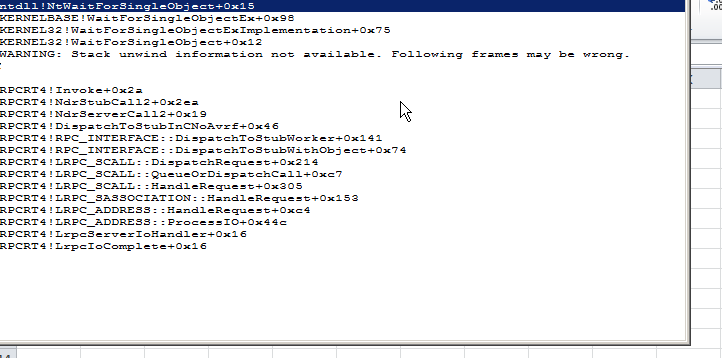 ntdll!NtWaitForSingleObject+0x15
KERNELBASE!WaitForSingleObjectEx+0x98
KERNEL32!WaitForSingleObjectExImplementation+0x75
KERNEL32!WaitForSingleObject+0x12
WARNING: Stack unwind information not available. Following frames may be wrong.
RPCRT4!Invoke+0x2a
RPCRT4!NdrStubCall2+0x2ea
RPCRT4!NdrServerCall2+0x19
RPCRT4!DispatchToStubInCNoAvrf+0x46
RPCRT4!RPC_INTERFACE::DispatchToStubWorker+0x141
RPCRT4!RPC_INTERFACE::DispatchToStubWithObject+0x74
RPCRT4!LRPC_SCALL::DispatchRequest+0x214
RPCRT4!LRPC_SCALL::QueueOrDispatchCall+0xc7
RPCRT4!LRPC_SCALL::HandleRequest+0x305
RPCRT4!LRPC_SASSOCIATION::HandleRequest+0x153
RPCRT4!LRPC_ADDRESS::HandleRequest+0xc4
RPCRT4!LRPC_ADDRESS::ProcessIO+0x44c
RPCRT4!LrpcServerIoHandler+0x16
RPCRT4!LrpcIoComplete+0x16